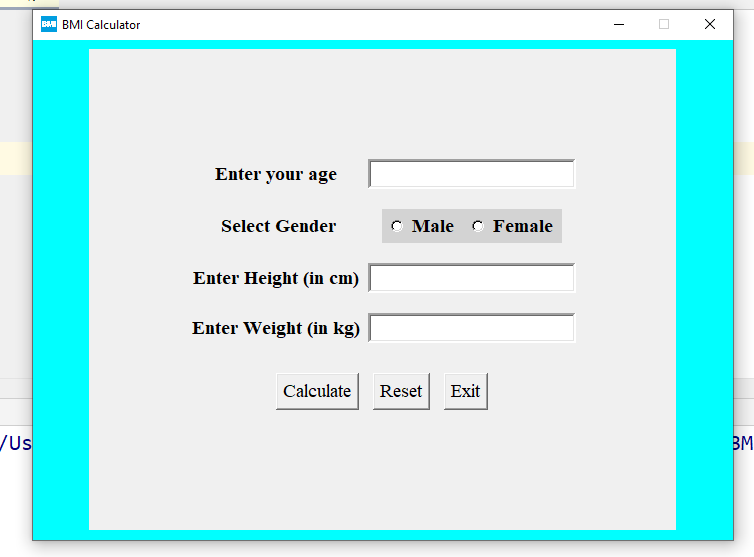 BMI BMI Calculator
Enter your age
Select Gender Male Female
Enter Height (in cm)
Enter Weight (in kg)
Calculate Reset Exit
/Us BM